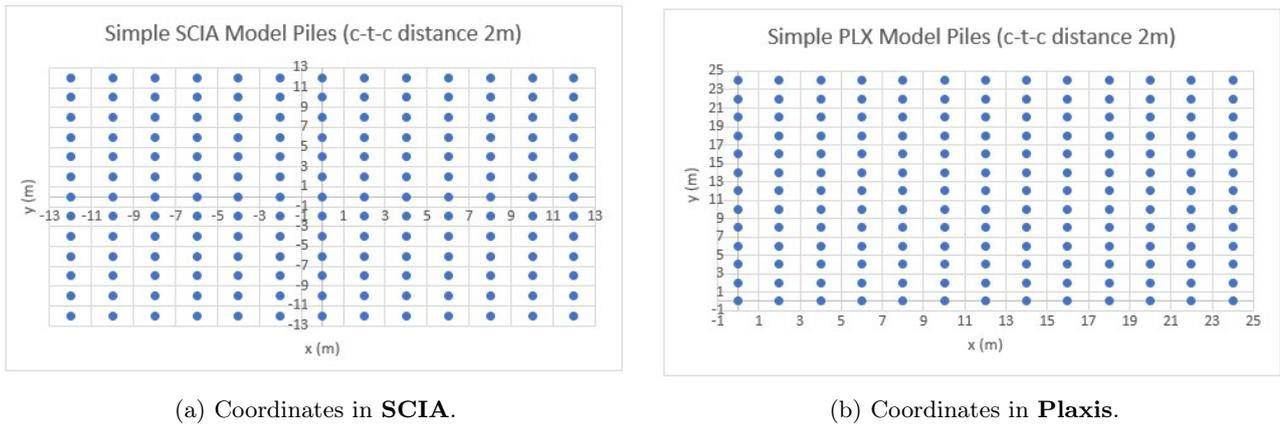 Simple SCIA Model Piles (c-t-c distance 2m)
13
11
9
7
5
3
1
-1
-3
-5
-7
-9
-11
-13
y (m)
-13 -11 -9 -7 -5 -3 -1 1 3 5 7 9 11 13
x (m)
(a) Coordinates in SCIA.
Simple PLX Model Piles (c-t-c distance 2m)
25
23
21
19
17
15
13
11
9
7
5
3
1
-1
y (m)
-1 1 3 5 7 9 11 13 15 17 19 21 23 25
x (m)
(b) Coordinates in Plaxis.